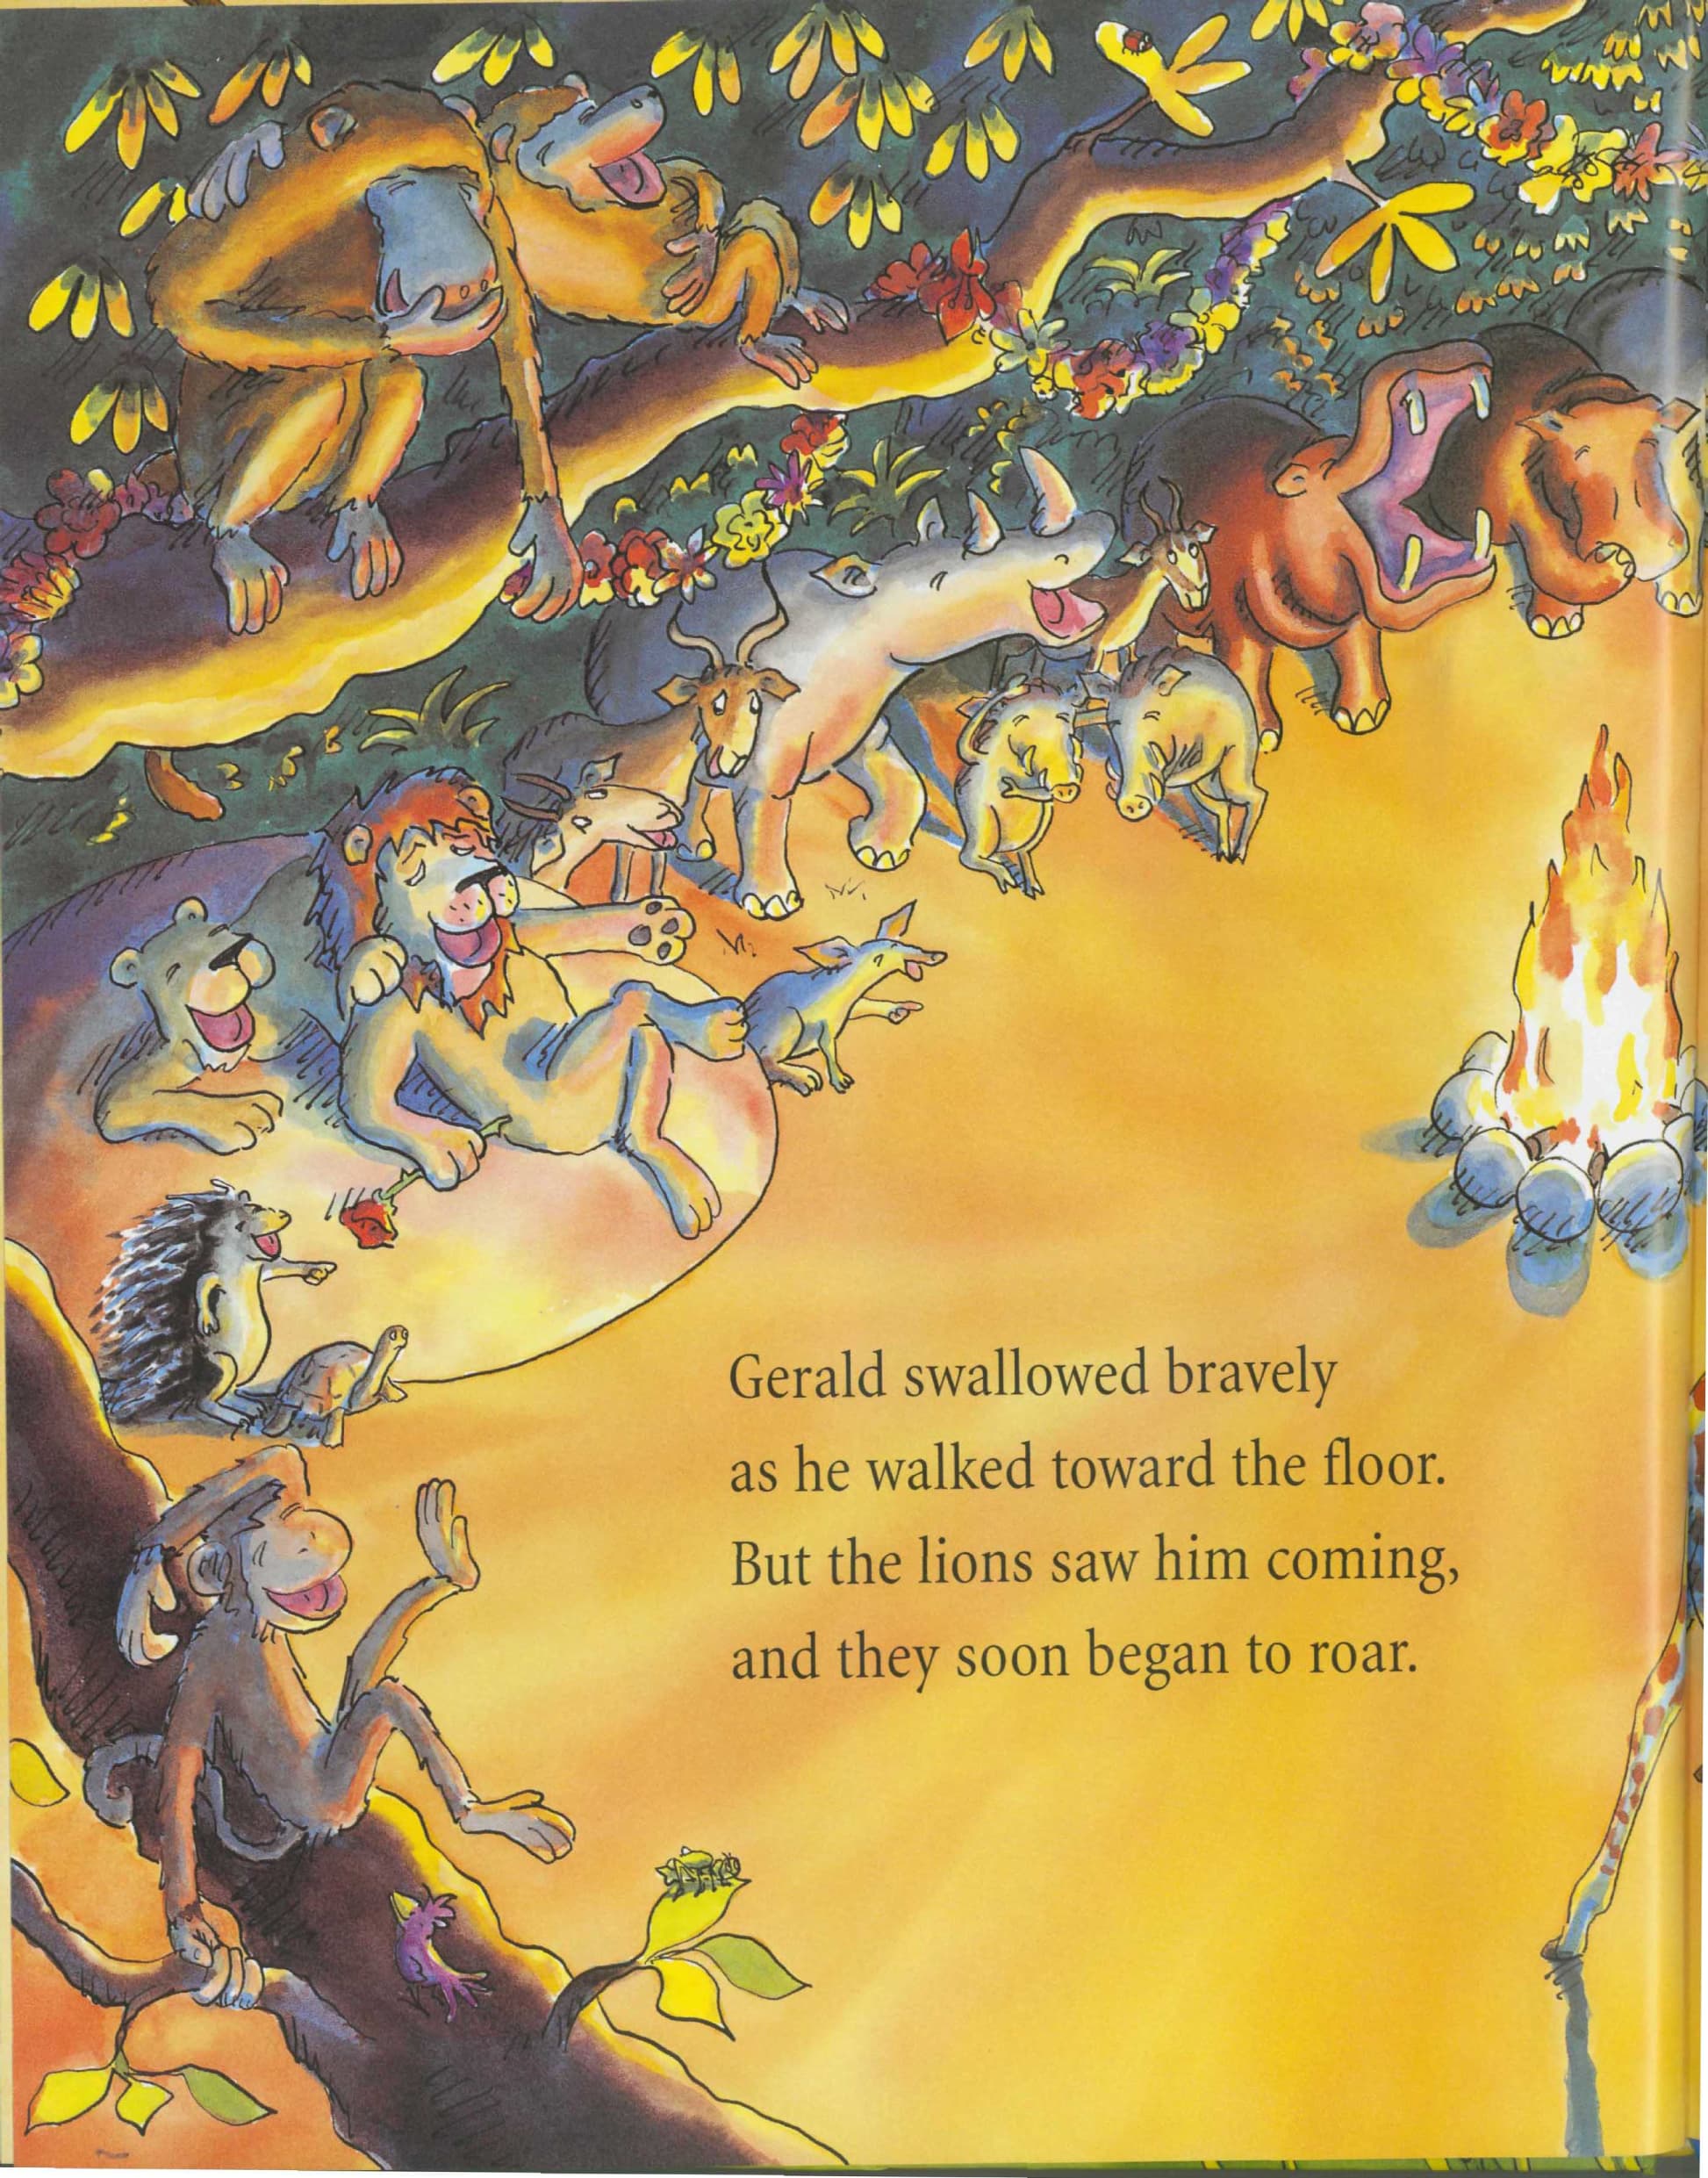 Gerald swallowed bravely
as he walked toward the floor.
But the lions saw him coming,
and they soon began to roar.